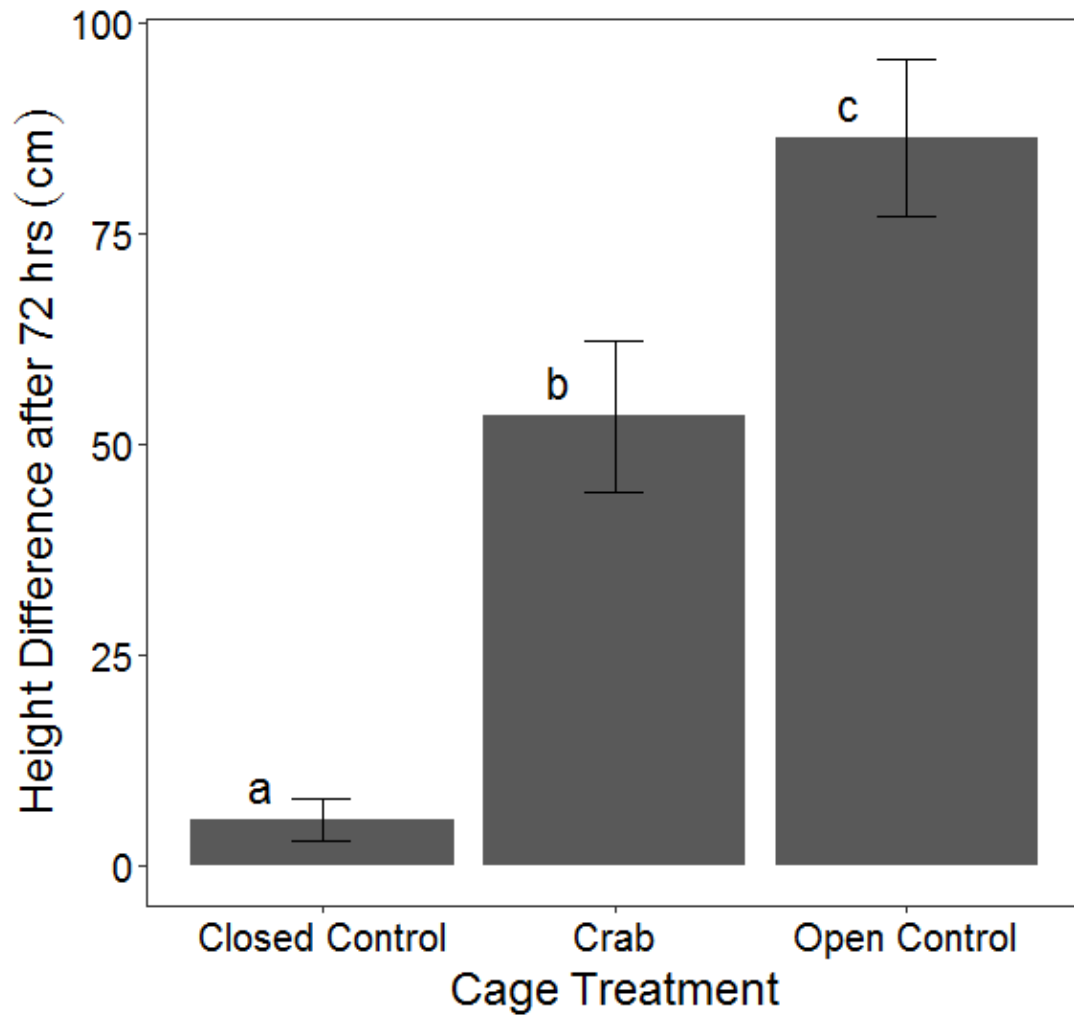 Height Difference after 72 hrs (cm)
100
75
50
25
0
a
b
c
Closed Control
Crab
Open Control
Cage Treatment